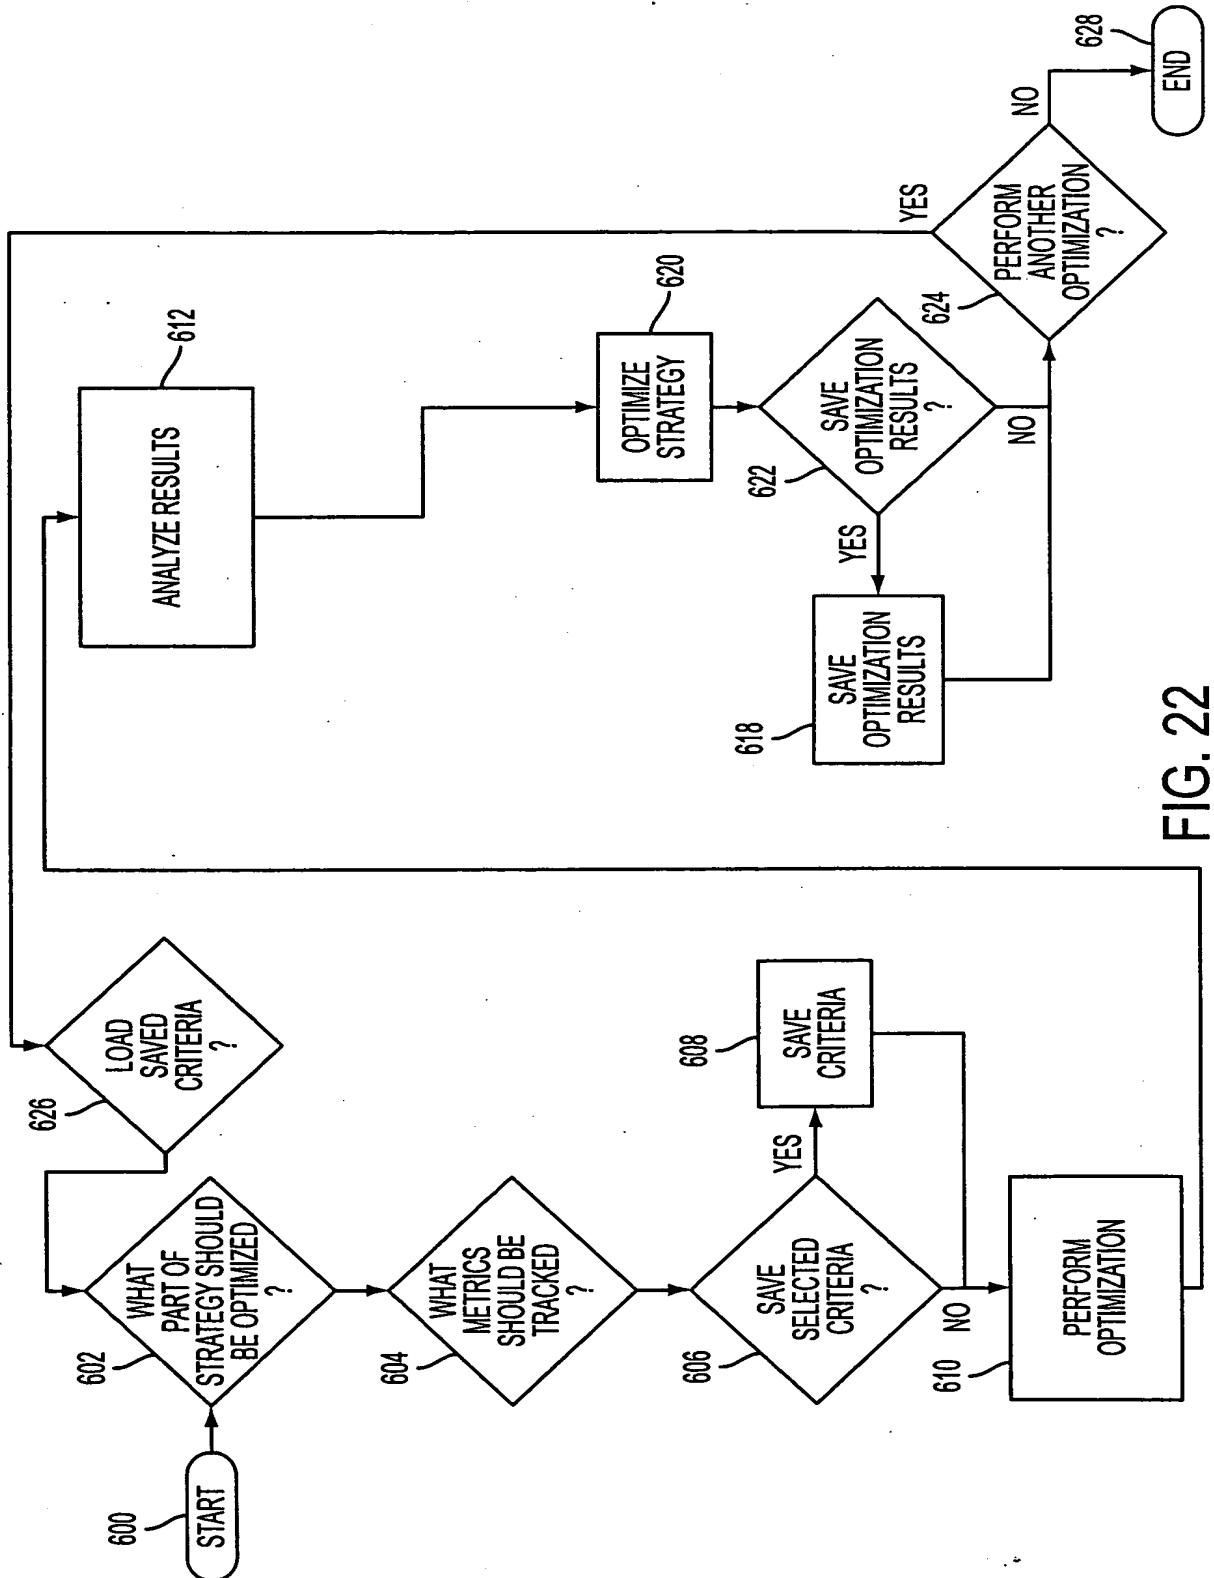 600
START
602
WHAT
PART OF
STRATEGY SHOULD
BE OPTIMIZED
?
604
WHAT
METRICS
SHOULD BE
TRACKED
?
606
SAVE
SELECTED
CRITERIA
?
YES
NO
608
SAVE
CRITERIA
610
PERFORM
OPTIMIZATION
626
LOAD
SAVED
CRITERIA
?
612
ANALYZE RESULTS
620
OPTIMIZE
STRATEGY
622
SAVE
OPTIMIZATION
RESULTS
?
YES
NO
618
SAVE
OPTIMIZATION
RESULTS
624
PERFORM
ANOTHER
OPTIMIZATION
?
YES
NO
628
END
FIG. 22